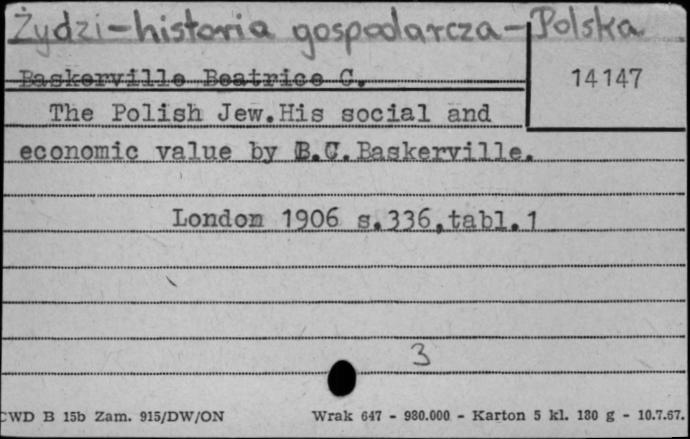 Żydzi-historia gospodarcza-Polska
Baskerville Beatrice C.
14147
The Polish Jew.His social and
economic value by B.C.Baskerville.
London 1906 s.336,tabl.1
3
CWD B 15b Zam. 915/DW/ON Wrak 647 - 980.000 - Karton 5 kl. 180 g - 10.7.67.